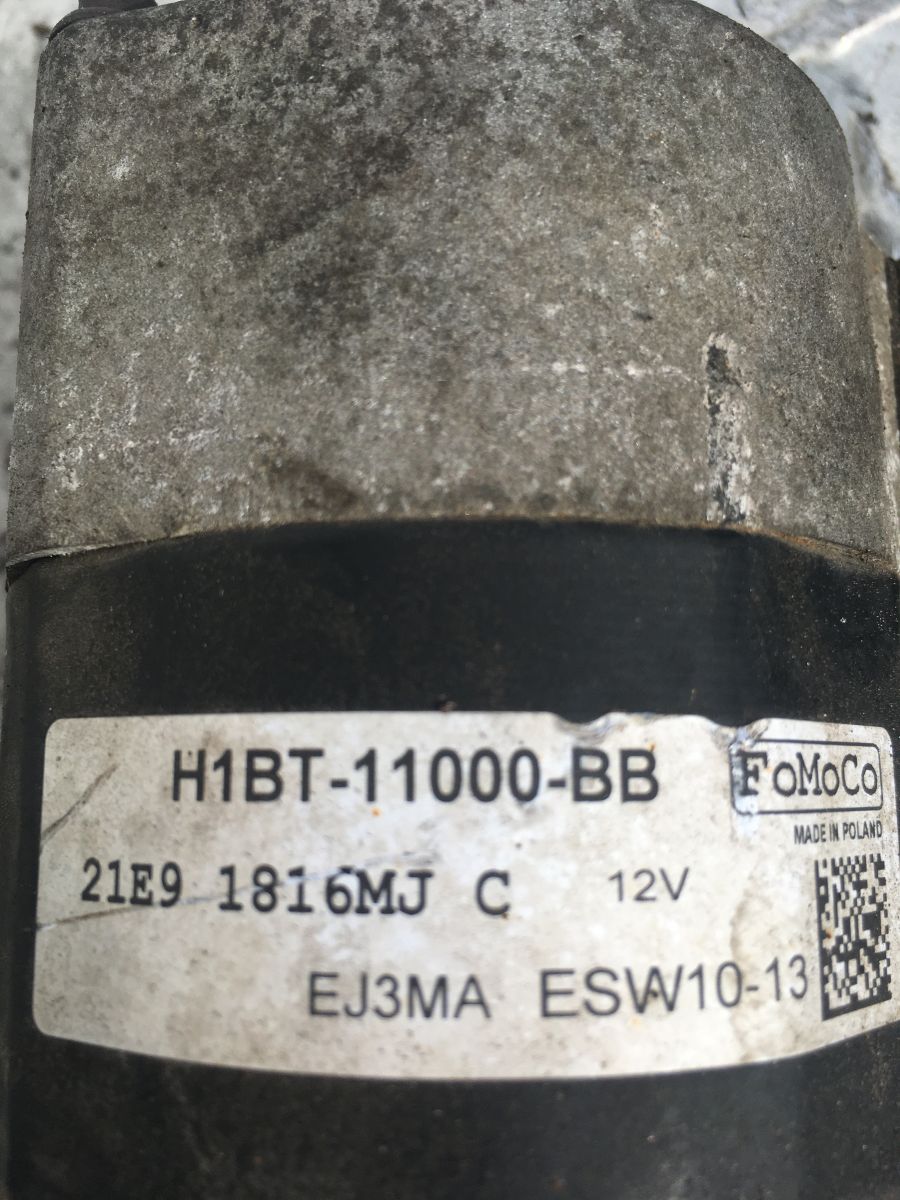 H1BT-11000-BB
FoMoCo
MADE IN POLAND
21E9 1816MJ C 12V
EJ3MA ESW10-13